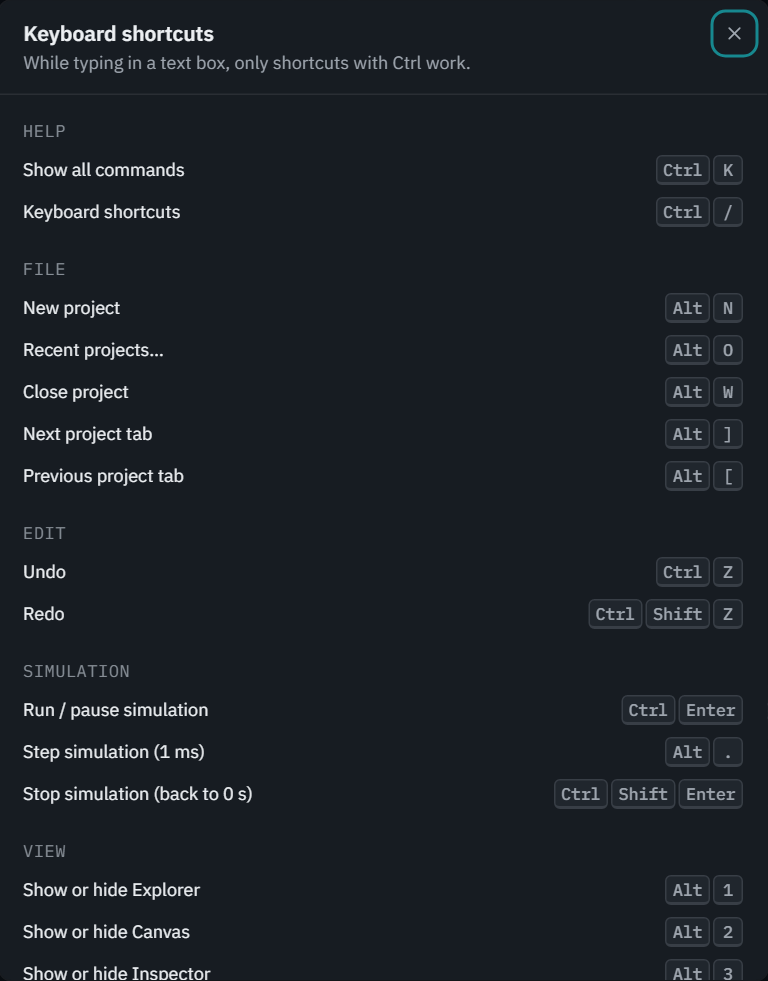 Keyboard shortcuts
While typing in a text box, only shortcuts with Ctrl work.
HELP
Show all commands Ctrl K
Keyboard shortcuts Ctrl /
FILE
New project Alt N
Recent projects... Alt O
Close project Alt W
Next project tab Alt ]
Previous project tab Alt [
EDIT
Undo Ctrl Z
Redo Ctrl Shift Z
SIMULATION
Run / pause simulation Ctrl Enter
Step simulation (1 ms) Alt .
Stop simulation (back to 0 s) Ctrl Shift Enter
VIEW
Show or hide Explorer Alt 1
Show or hide Canvas Alt 2
Show or hide Inspector Alt 3